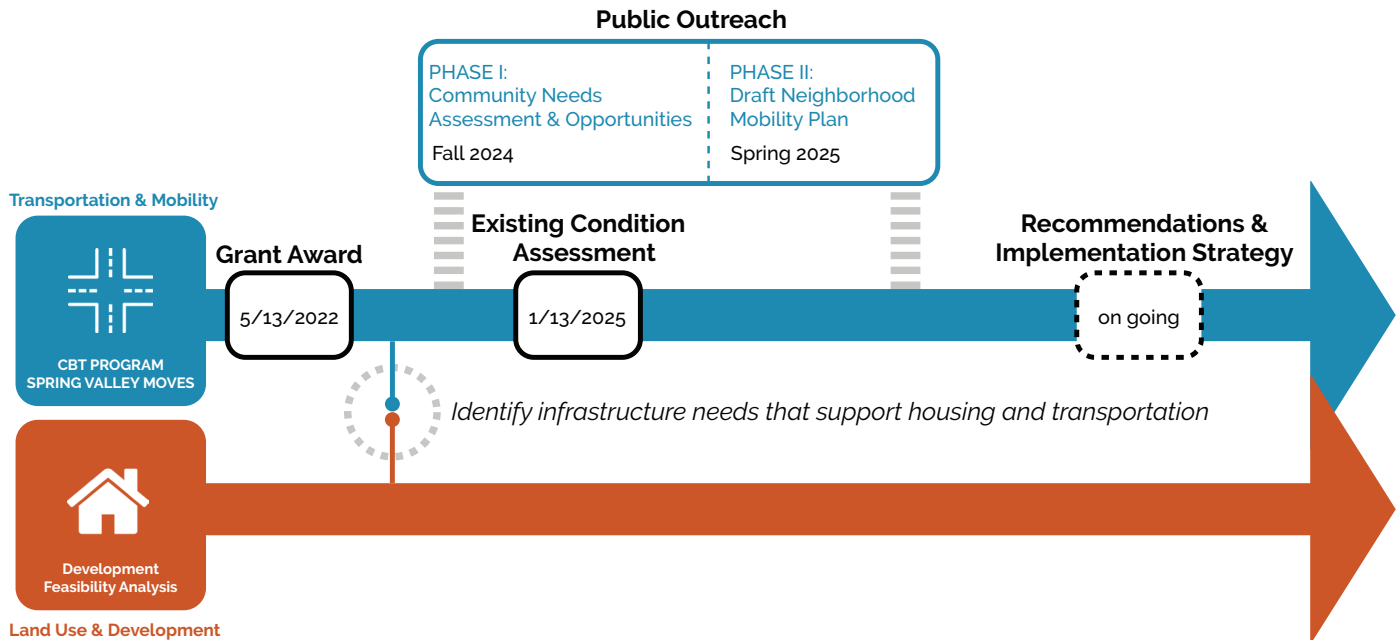 Public Outreach
PHASE I:
Community Needs
Assessment & Opportunities
Fall 2024
PHASE II:
Draft Neighborhood
Mobility Plan
Spring 2025
Transportation & Mobility
CBT PROGRAM
SPRING VALLEY MOVES
Grant Award
5/13/2022
Existing Condition
Assessment
1/13/2025
Recommendations &
Implementation Strategy
on going
Identify infrastructure needs that support housing and transportation
Development
Feasibility Analysis
Land Use & Development